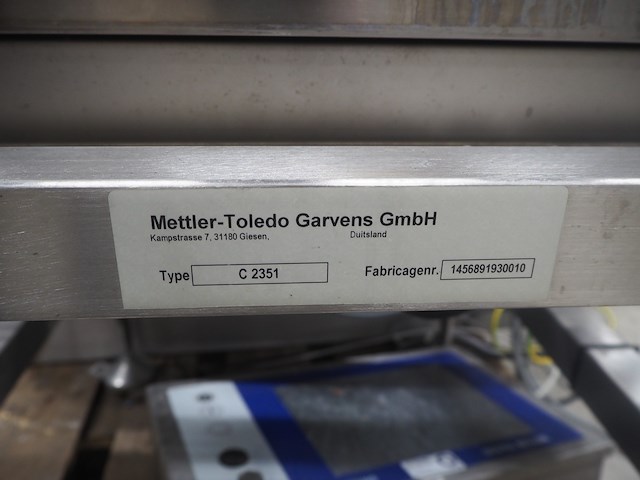 Mettler-Toledo Garvens GmbH
Kampstrasse 7, 31180 Giesen, Duitsland
Type C 2351 Fabricagenr. 1456891930010